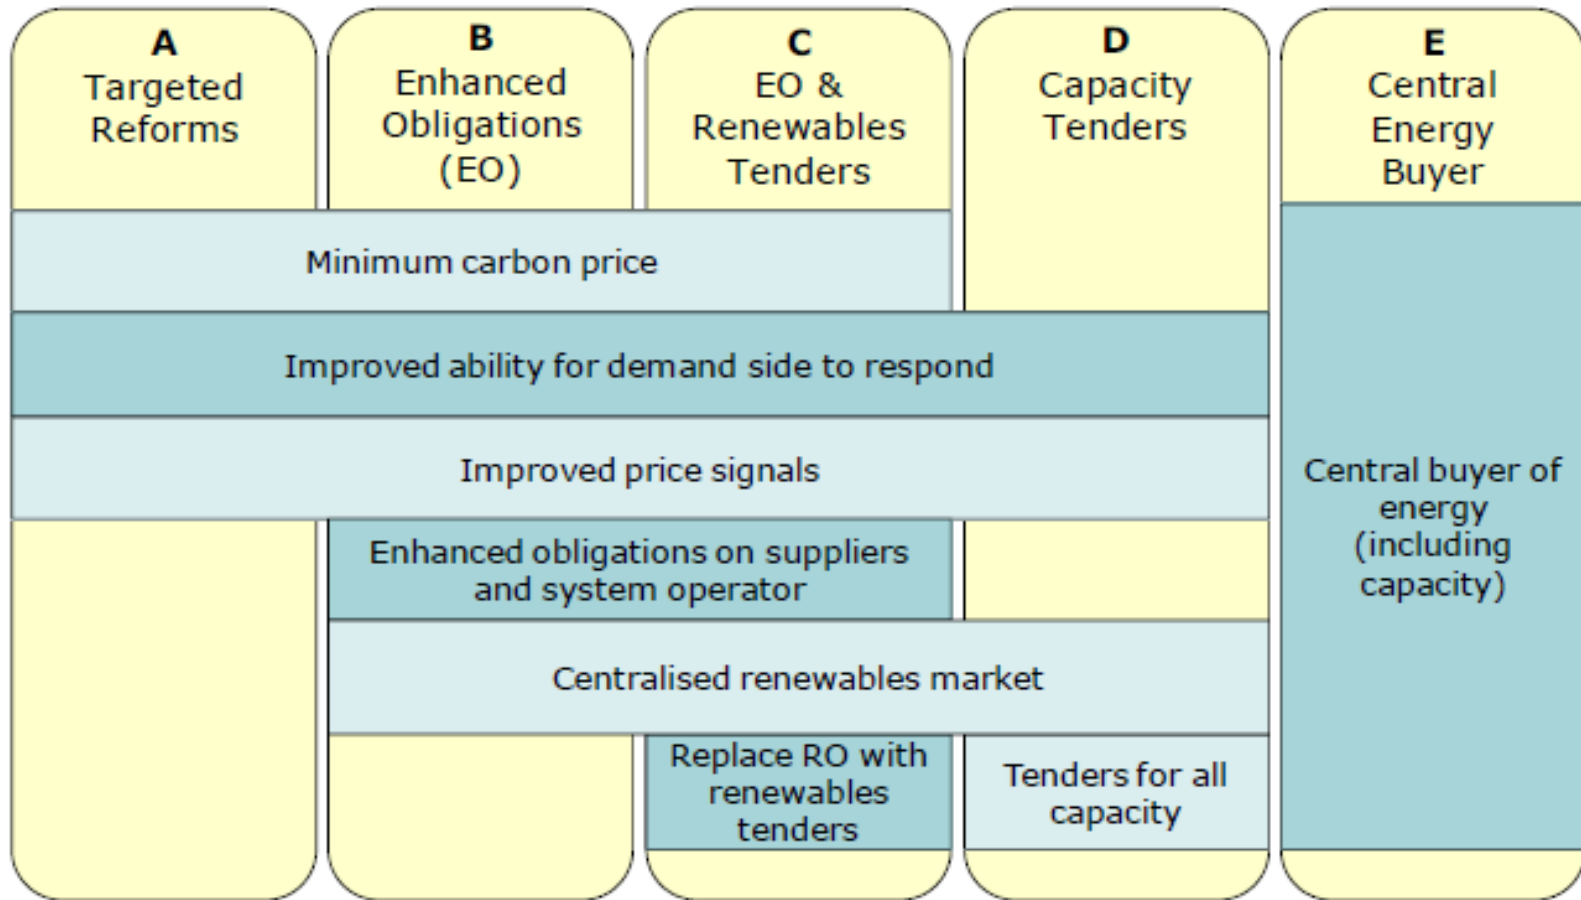 A
Targeted
Reforms
B
Enhanced
Obligations
(EO)
C
EO &
Renewables
Tenders
D
Capacity
Tenders
E
Central
Energy
Buyer
Minimum carbon price
Improved ability for demand side to respond
Improved price signals
Enhanced obligations on suppliers
and system operator
Centralised renewables market
Replace RO with
renewables
tenders
Tenders for all
capacity
Central buyer of
energy
(including
capacity)